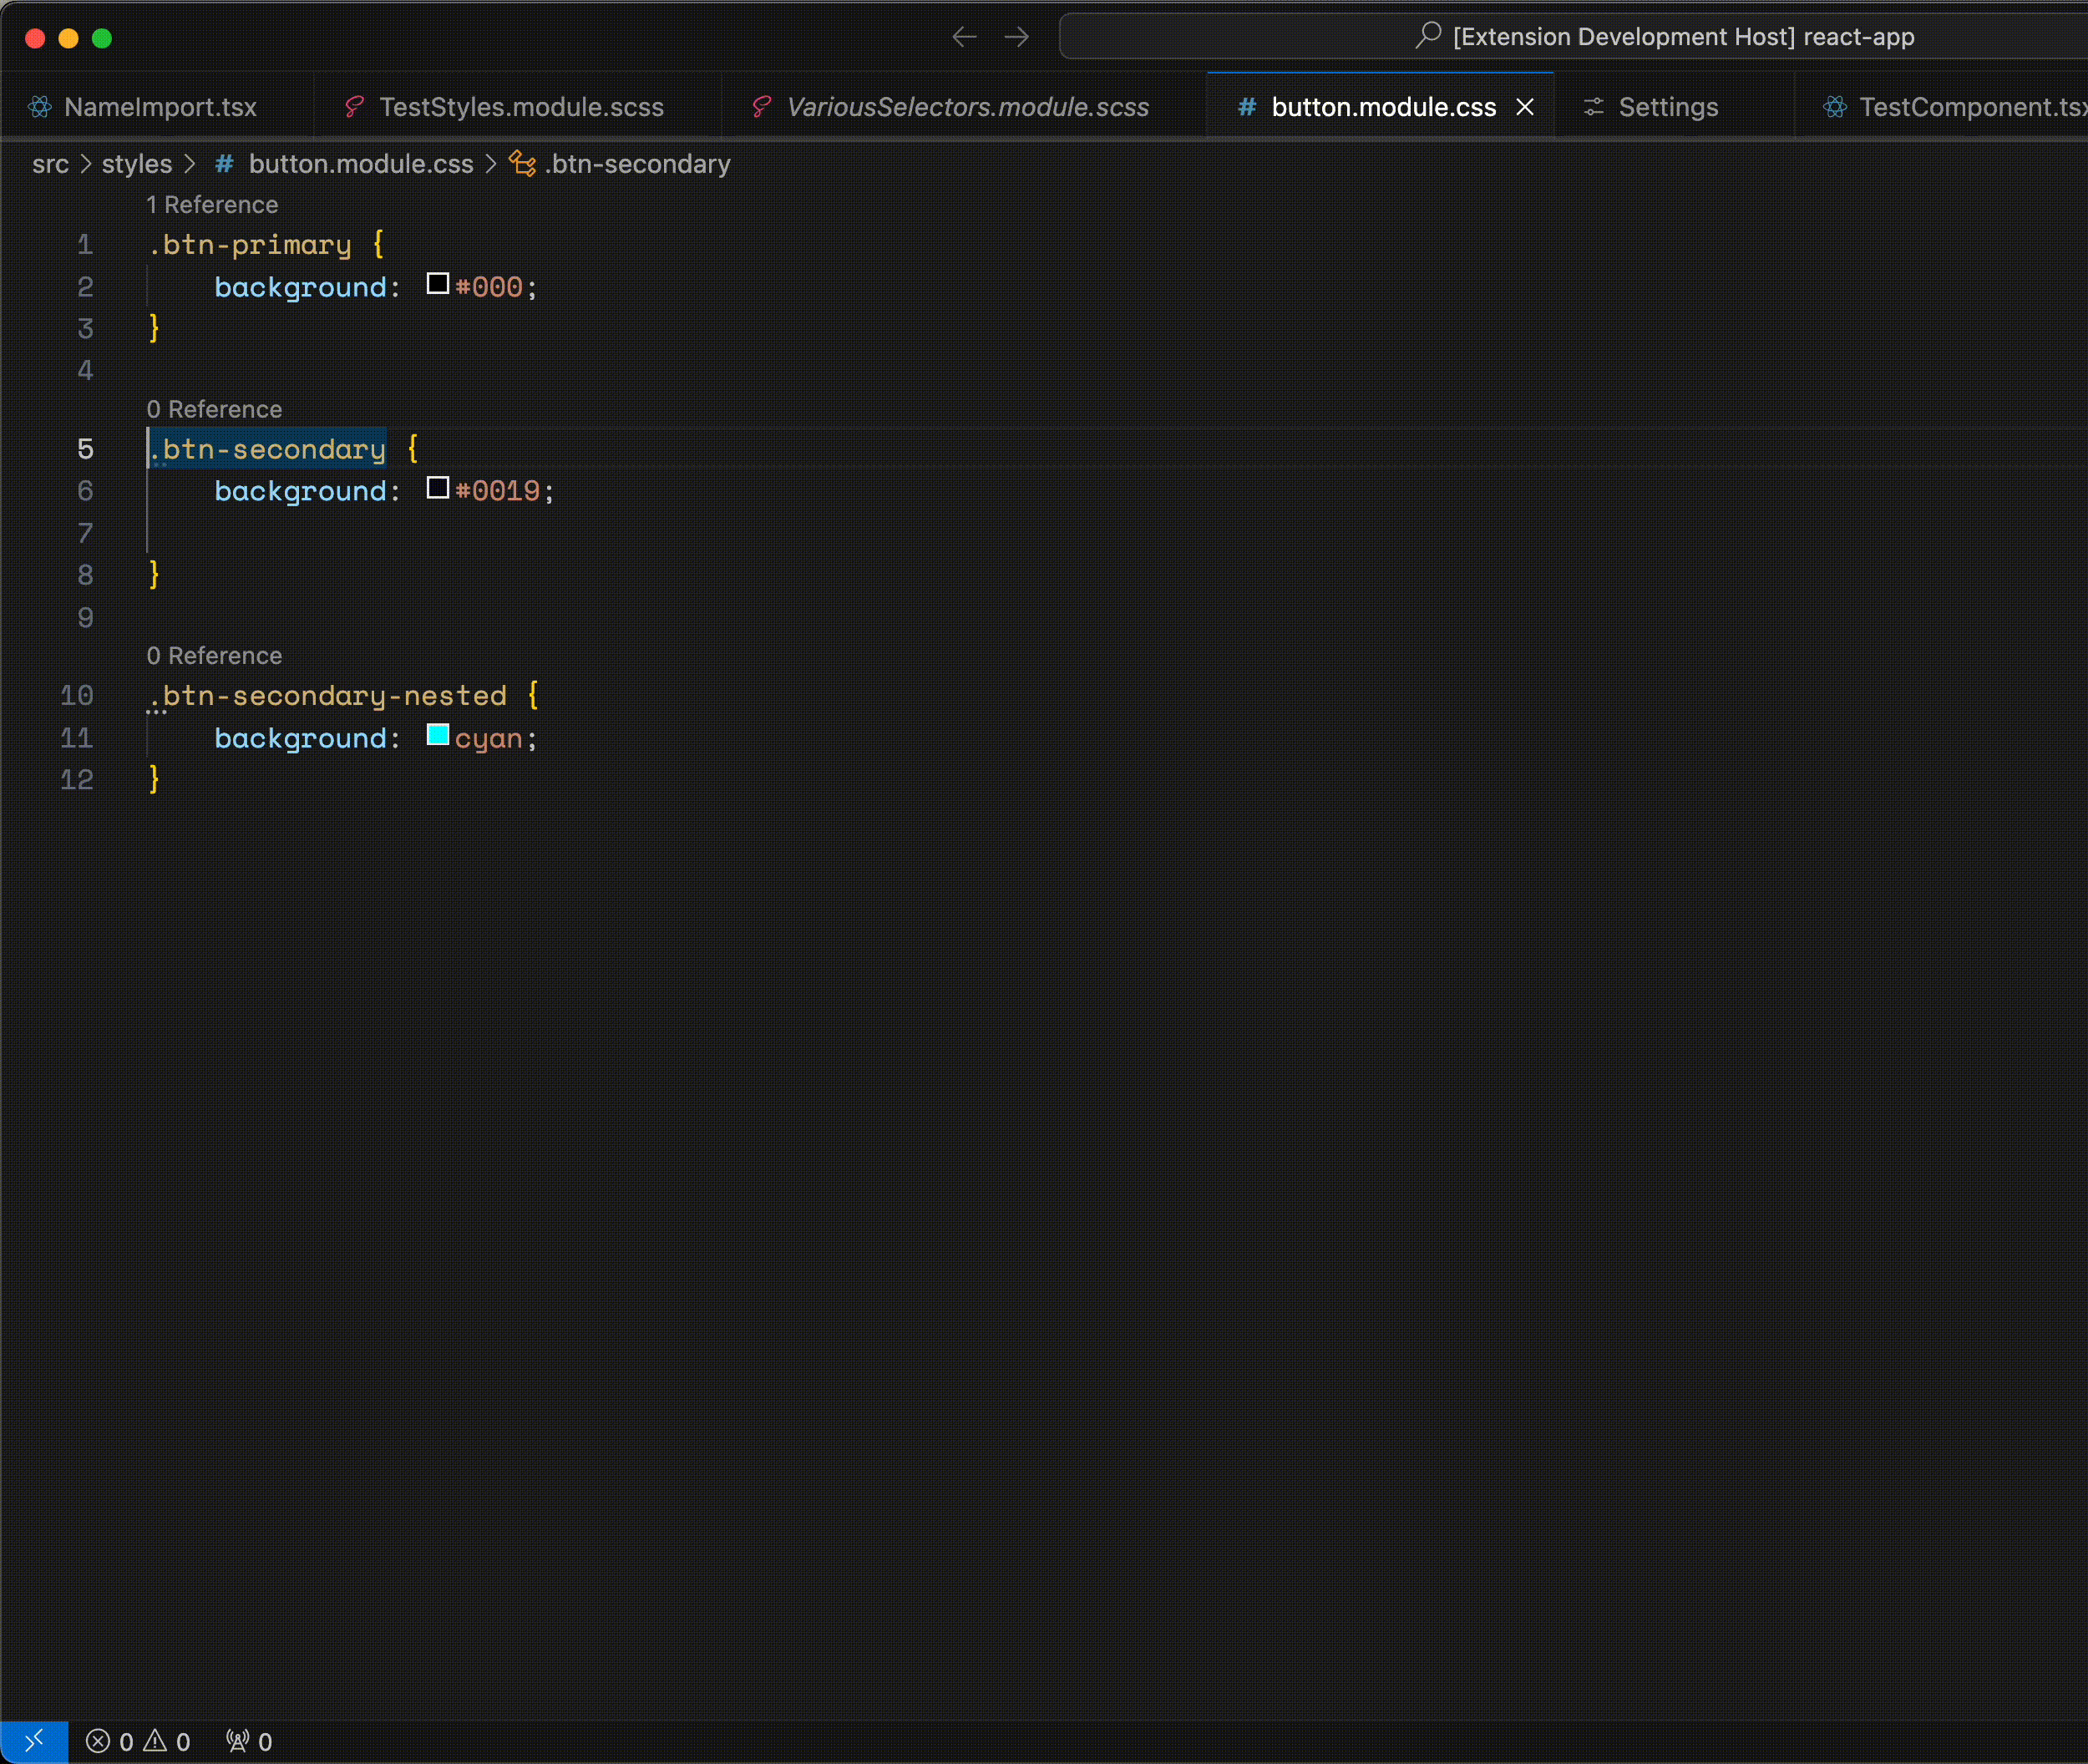 [Extension Development Host] react-app
NameImport.tsx TestStyles.module.scss VariousSelectors.module.scss # button.module.css Settings TestComponent.tsx
src > styles > # button.module.css > .btn-secondary
1 Reference
1 .btn-primary {
2 background: #000;
3 }
4
0 Reference
5 .btn-secondary {
6 background: #0019;
7
8 }
9
0 Reference
10 .btn-secondary-nested {
11 background: cyan;
12 }
0 0 0